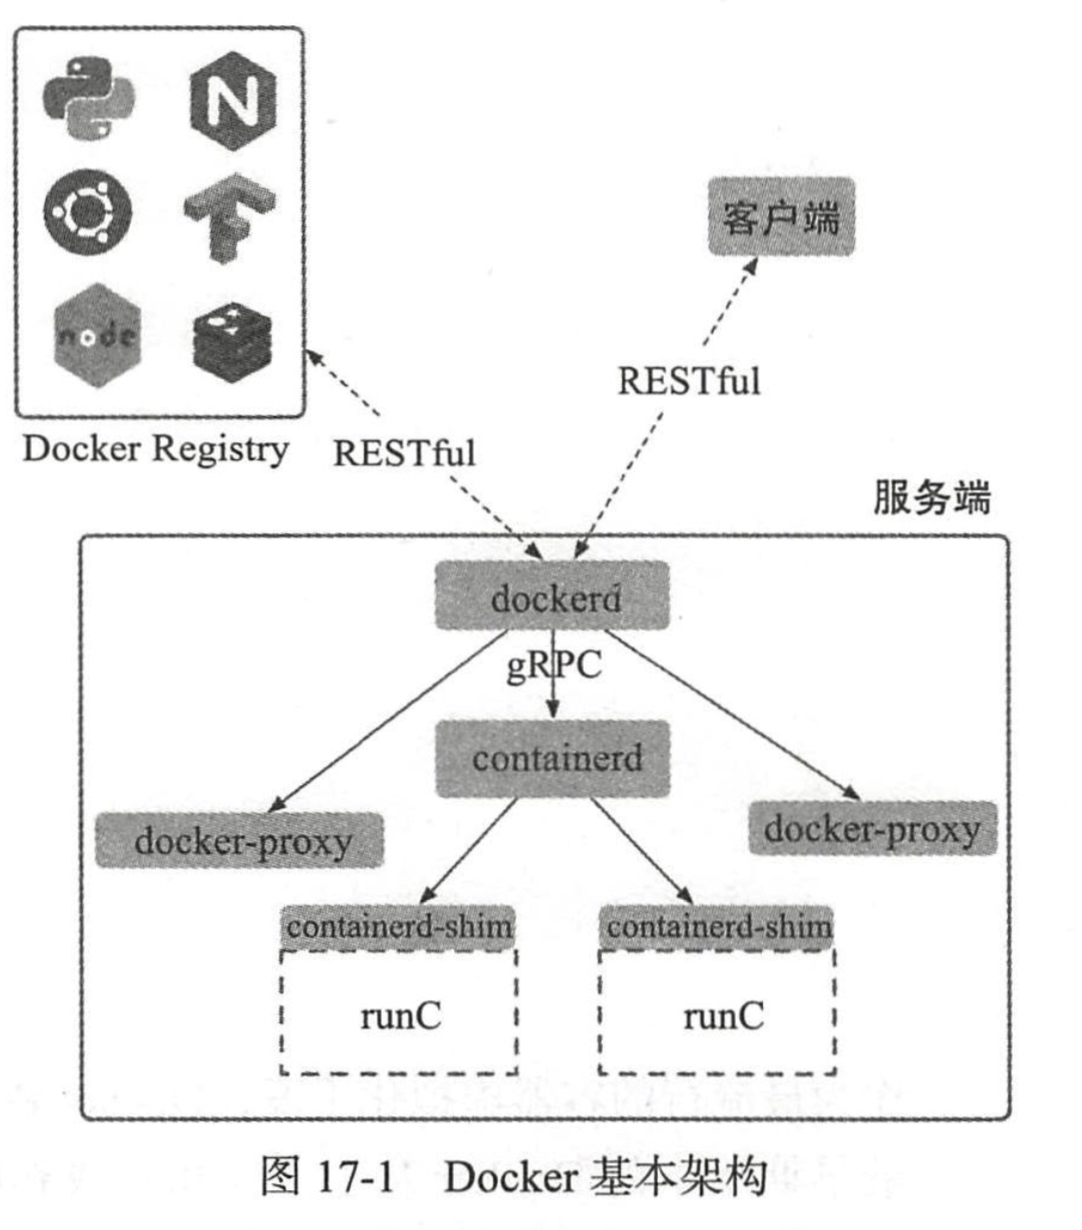 N
node
客户端
RESTful
Docker Registry
RESTful
服务端
dockerd
gRPC
containerd
docker-proxy
docker-proxy
containerd-shim
containerd-shim
runC
runC
图 17-1 Docker 基本架构